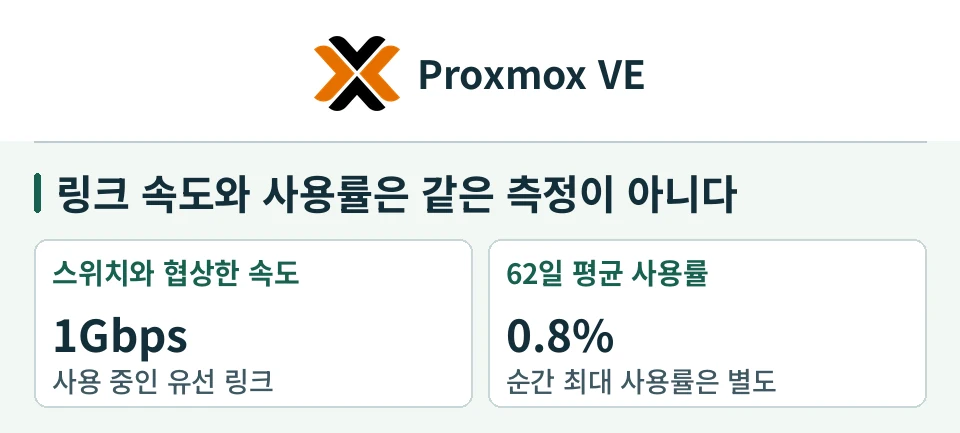 Proxmox VE
링크 속도와 사용률은 같은 측정이 아니다
스위치와 협상한 속도
1Gbps
사용 중인 유선 링크
62일 평균 사용률
0.8%
순간 최대 사용률은 별도